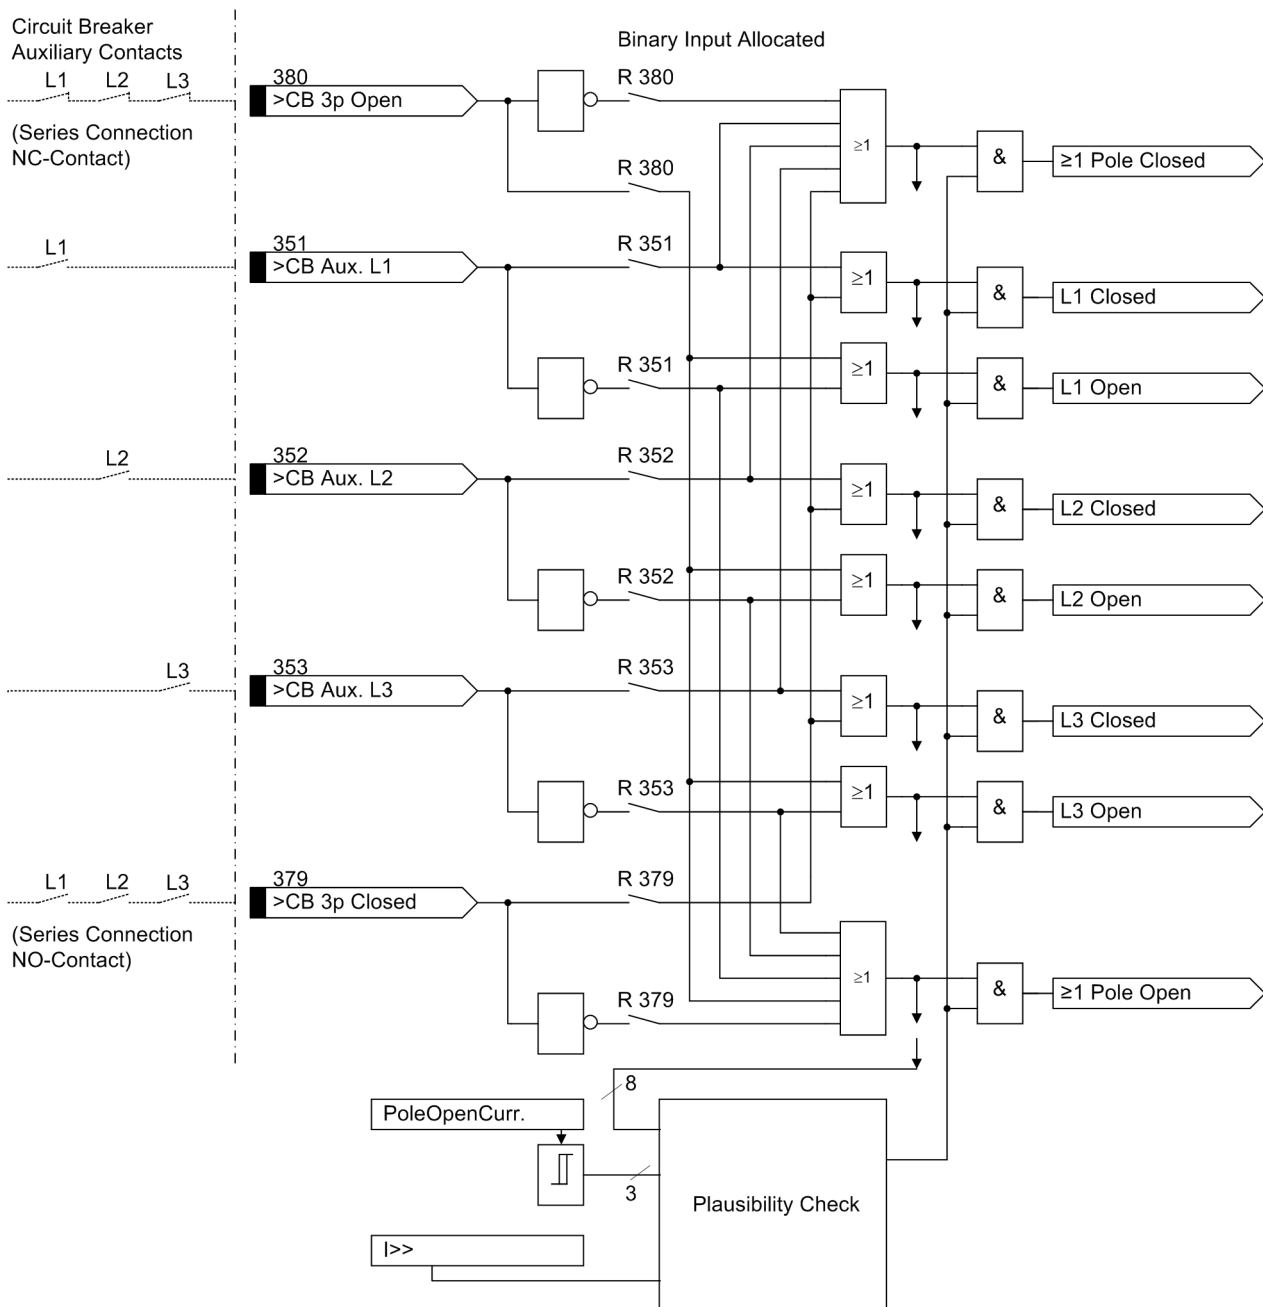 Circuit Breaker
Auxiliary Contacts
Binary Input Allocated
L1 L2 L3
380
>CB 3p Open
R 380
(Series Connection
NC-Contact)
≥1
&
≥1 Pole Closed
R 380
L1
351
>CB Aux. L1
R 351
≥1
&
L1 Closed
R 351
≥1
&
L1 Open
L2
352
>CB Aux. L2
R 352
≥1
&
L2 Closed
R 352
≥1
&
L2 Open
L3
353
>CB Aux. L3
R 353
≥1
&
L3 Closed
R 353
≥1
&
L3 Open
L1 L2 L3
379
>CB 3p Closed
R 379
(Series Connection
NO-Contact)
≥1
&
≥1 Pole Open
R 379
8
PoleOpenCurr.
3
Plausibility Check
I>>